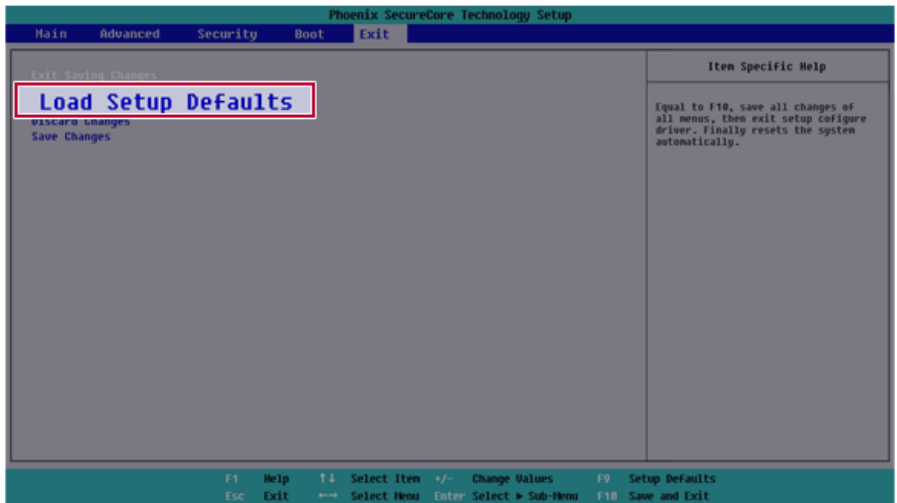 Phoenix SecureCore Technology Setup
Main Advanced Security Boot Exit
Item Specific Help
Exit Saving Changes
Load Setup Defaults
Discard Changes
Save Changes
Equal to F10, save all changes of
all menus, then exit setup cofigure
driver. Finally resets the system
automatically.
F1 Help ↑↓ Select Item +/- Change Values F9 Setup Defaults
Esc Exit ←→ Select Menu Enter Select ► Sub-Menu F10 Save and Exit